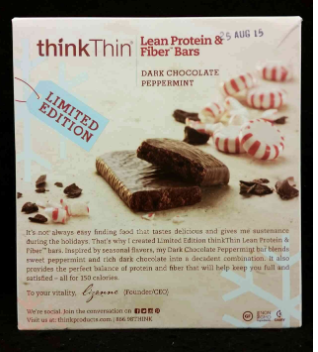 25 AUG 15
thinkThin® Lean Protein &
Fiber™ Bars
DARK CHOCOLATE
PEPPERMINT
LIMITED
EDITION
It's not always easy finding food that tastes delicious and gives me sustenance
during the holidays. That's why I created Limited Edition thinkThin Lean Protein &
Fiber™ bars. Inspired by seasonal flavors, my Dark Chocolate Peppermint bar blends
sweet peppermint and rich dark chocolate into a decadent combination. It also
provides the perfect balance of protein and fiber that will help keep you full and
satisfied – all for 150 calories.
To your vitality, (Founder/CEO)
We're social. Join the conversation on
Visit us at: thinkproducts.com | 866.988.THINK